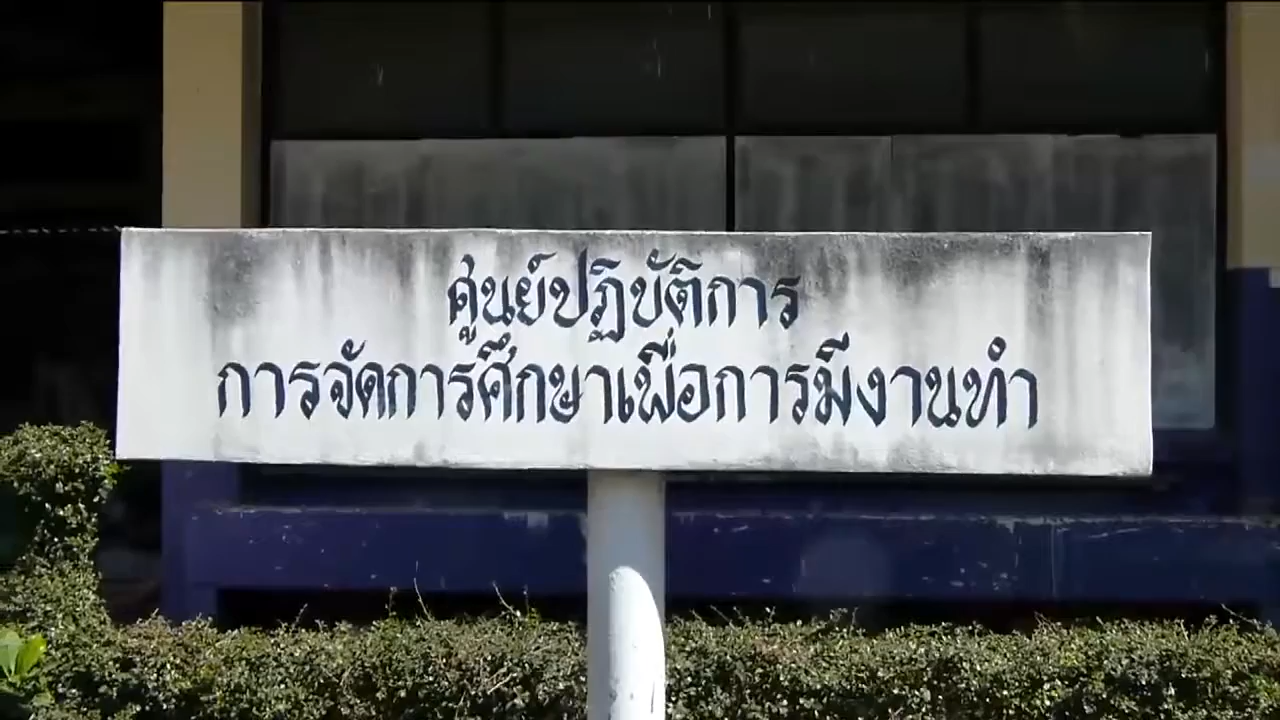 ศูนย์ปฏิบัติการ
การจัดการศึกษาเพื่อการมีงานทำ